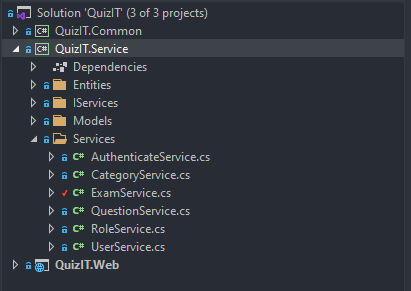 Solution 'QuizIT' (3 of 3 projects)
C# QuizIT.Common
C# QuizIT.Service
Dependencies
Entities
IServices
Models
Services
C# AuthenticateService.cs
C# CategoryService.cs
C# ExamService.cs
C# QuestionService.cs
C# RoleService.cs
C# UserService.cs
QuizIT.Web